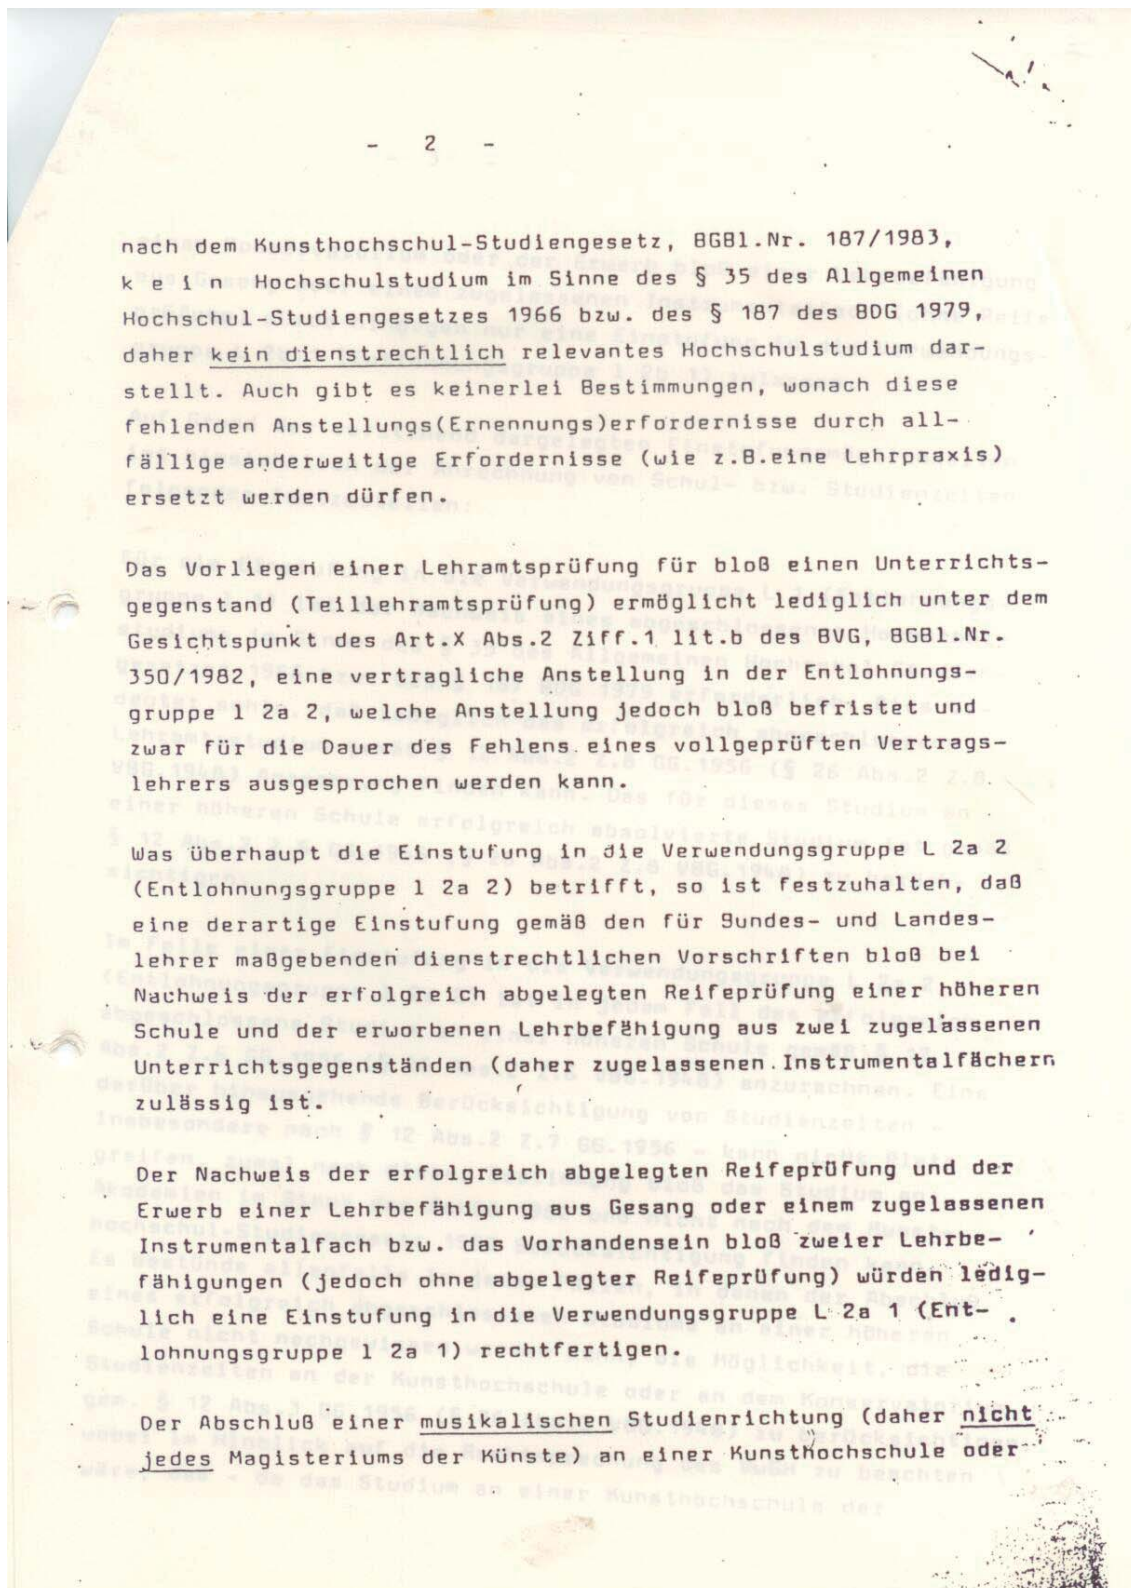 - 2 -
nach dem Kunsthochschul-Studiengesetz, BGBl.Nr. 187/1983,
k e i n Hochschulstudium im Sinne des § 35 des Allgemeinen
Hochschul-Studiengesetzes 1966 bzw. des § 187 des BDG 1979,
daher kein dienstrechtlich relevantes Hochschulstudium dar-
stellt. Auch gibt es keinerlei Bestimmungen, wonach diese
fehlenden Anstellungs(Ernennungs)erfordernisse durch all-
fällige anderweitige Erfordernisse (wie z.B.eine Lehrpraxis)
ersetzt werden dürfen.
Das Vorliegen einer Lehramtsprüfung für bloß einen Unterrichts-
gegenstand (Teillehramtsprüfung) ermöglicht lediglich unter dem
Gesichtspunkt des Art.X Abs.2 Ziff.1 lit.b des BVG, BGBl.Nr.
350/1982, eine vertragliche Anstellung in der Entlohnungs-
gruppe l 2a 2, welche Anstellung jedoch bloß befristet und
zwar für die Dauer des Fehlens eines vollgeprüften Vertrags-
lehrers ausgesprochen werden kann.
Was überhaupt die Einstufung in die Verwendungsgruppe L 2a 2
(Entlohnungsgruppe l 2a 2) betrifft, so ist festzuhalten, daß
eine derartige Einstufung gemäß den für Bundes- und Landes-
lehrer maßgebenden dienstrechtlichen Vorschriften bloß bei
Nachweis der erfolgreich abgelegten Reifeprüfung einer höheren
Schule und der erworbenen Lehrbefähigung aus zwei zugelassenen
Unterrichtsgegenständen (daher zugelassenen Instrumentalfächern
zulässig ist.
Der Nachweis der erfolgreich abgelegten Reifeprüfung und der
Erwerb einer Lehrbefähigung aus Gesang oder einem zugelassenen
Instrumentalfach bzw. das Vorhandensein bloß zweier Lehrbe-
fähigungen (jedoch ohne abgelegter Reifeprüfung) würden ledig-
lich eine Einstufung in die Verwendungsgruppe L 2a 1 (Ent-
lohnungsgruppe l 2a 1) rechtfertigen.
Der Abschluß einer musikalischen Studienrichtung (daher nicht
jedes Magisteriums der Künste) an einer Kunsthochschule oder